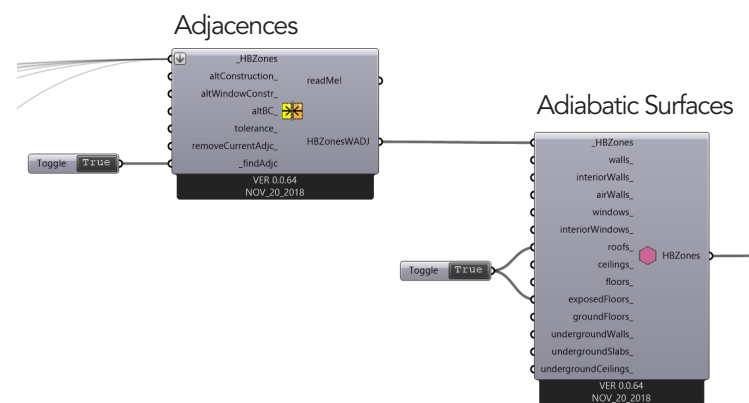 Adjacences
_HBZones
altConstruction_
readMe!
altWindowConstr_
altBC_
tolerance_
removeCurrentAdjc_
HBZonesWADJ
_findAdjc
Toggle True
VER 0.0.64
NOV_20_2018
Adiabatic Surfaces
_HBZones
walls_
interiorWalls_
airWalls_
windows_
interiorWindows_
roofs_
HBZones
ceilings_
floors_
Toggle True
exposedFloors_
groundFloors_
undergroundWalls_
undergroundSlabs_
undergroundCeilings_
VER 0.0.64
NOV_20_2018